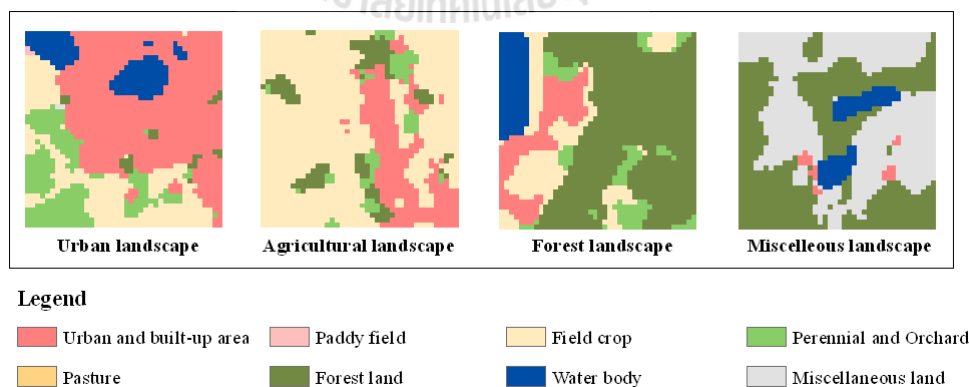 Urban landscape Agricultural landscape Forest landscape Miscelleous landscape
Legend
Urban and built-up area Paddy field Field crop Perennial and Orchard
Pasture Forest land Water body Miscellaneous land